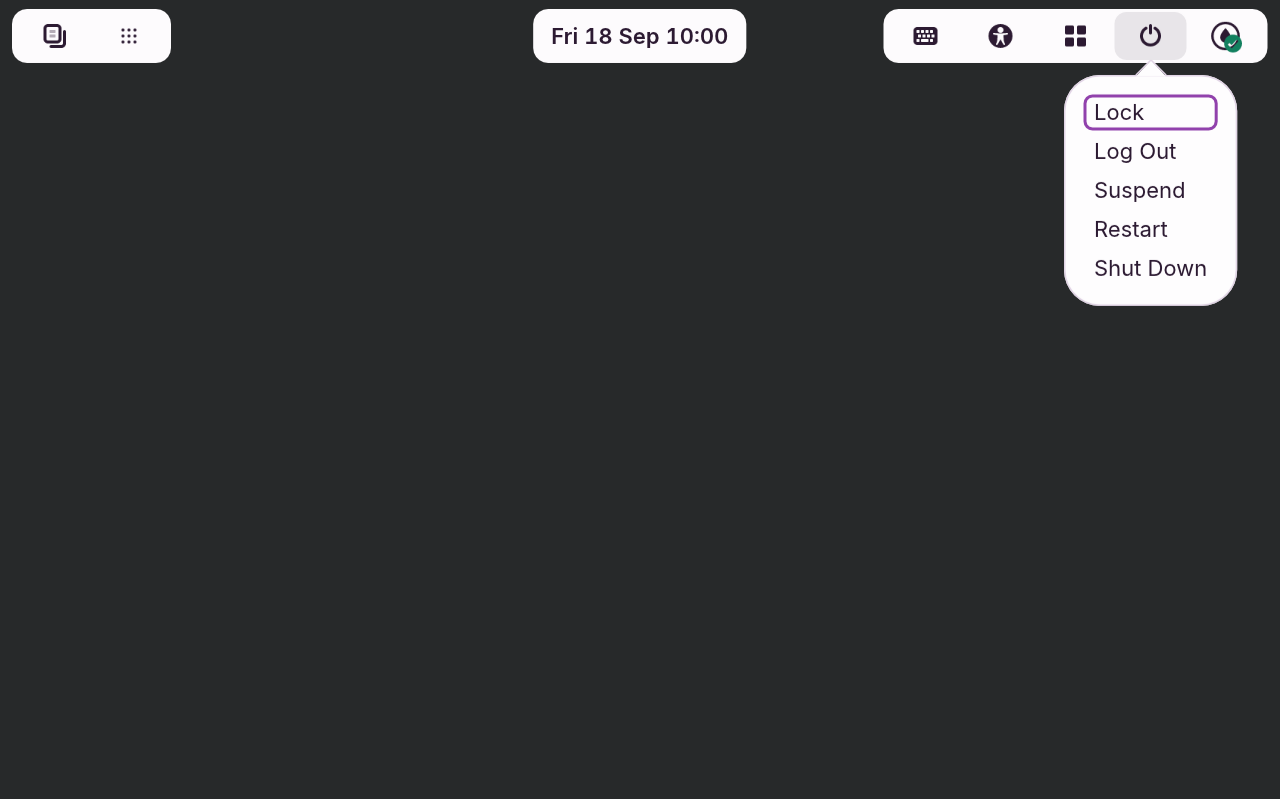 Fri 18 Sep 10:00
Lock
Log Out
Suspend
Restart
Shut Down